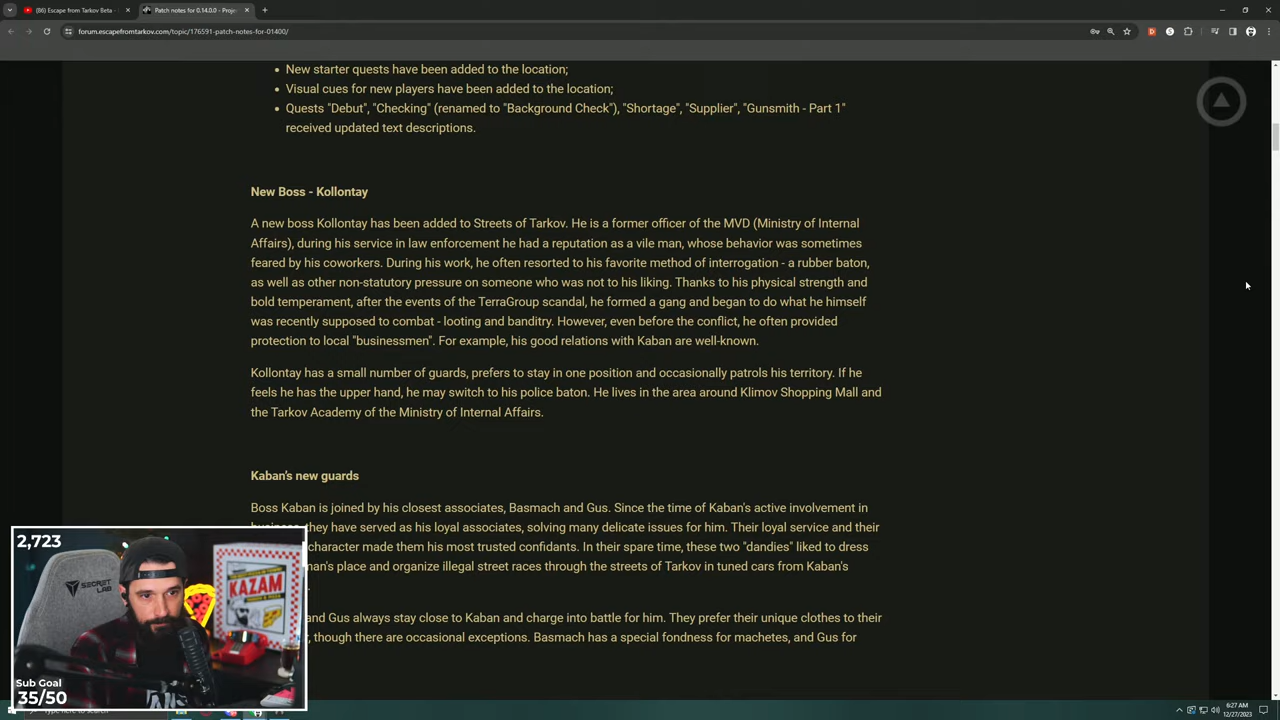 (86) Escape from Tarkov Beta -
Patch notes for 0.14.0.0 - Proje
forum.escapefromtarkov.com/topic/176591-patch-notes-for-01400/
New starter quests have been added to the location;
Visual cues for new players have been added to the location;
Quests "Debut", "Checking" (renamed to "Background Check"), "Shortage", "Supplier", "Gunsmith - Part 1"
received updated text descriptions.
New Boss - Kollontay
A new boss Kollontay has been added to Streets of Tarkov. He is a former officer of the MVD (Ministry of Internal
Affairs), during his service in law enforcement he had a reputation as a vile man, whose behavior was sometimes
feared by his coworkers. During his work, he often resorted to his favorite method of interrogation - a rubber baton,
as well as other non-statutory pressure on someone who was not to his liking. Thanks to his physical strength and
bold temperament, after the events of the TerraGroup scandal, he formed a gang and began to do what he himself
was recently supposed to combat - looting and banditry. However, even before the conflict, he often provided
protection to local "businessmen". For example, his good relations with Kaban are well-known.
Kollontay has a small number of guards, prefers to stay in one position and occasionally patrols his territory. If he
feels he has the upper hand, he may switch to his police baton. He lives in the area around Klimov Shopping Mall and
the Tarkov Academy of the Ministry of Internal Affairs.
Kaban's new guards
Boss Kaban is joined by his closest associates, Basmach and Gus. Since the time of Kaban's active involvement in
they have served as his loyal associates, solving many delicate issues for him. Their loyal service and their
character made them his most trusted confidants. In their spare time, these two "dandies" liked to dress
man's place and organize illegal street races through the streets of Tarkov in tuned cars from Kaban's
and Gus always stay close to Kaban and charge into battle for him. They prefer their unique clothes to their
though there are occasional exceptions. Basmach has a special fondness for machetes, and Gus for
2,723
SECRET LAB
KAZAM
Sub Goal
35/50
Type here to search
6:27 AM
12/27/2023